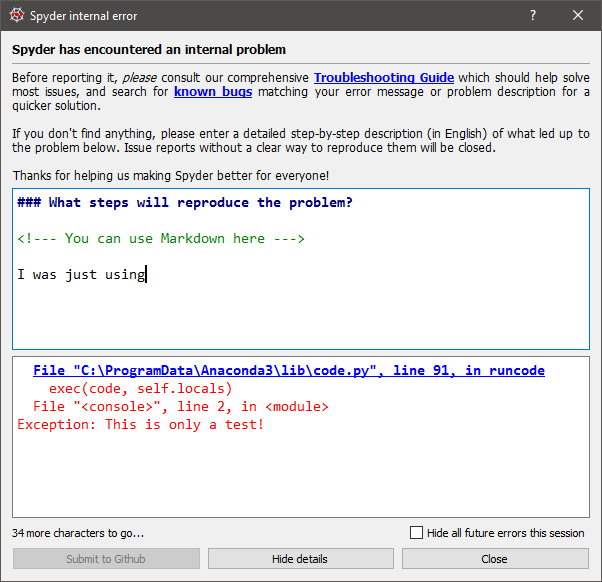 Spyder internal error
Spyder has encountered an internal problem
Before reporting it, please consult our comprehensive Troubleshooting Guide which should help solve
most issues, and search for known bugs matching your error message or problem description for a
quicker solution.
If you don't find anything, please enter a detailed step-by-step description (in English) of what led up to
the problem below. Issue reports without a clear way to reproduce them will be closed.
Thanks for helping us making Spyder better for everyone!
### What steps will reproduce the problem?
<!--- You can use Markdown here --->
I was just using
File "C:\ProgramData\Anaconda3\lib\code.py", line 91, in runcode
exec(code, self.locals)
File "<console>", line 2, in <module>
Exception: This is only a test!
34 more characters to go...
Hide all future errors this session
Submit to Github
Hide details
Close